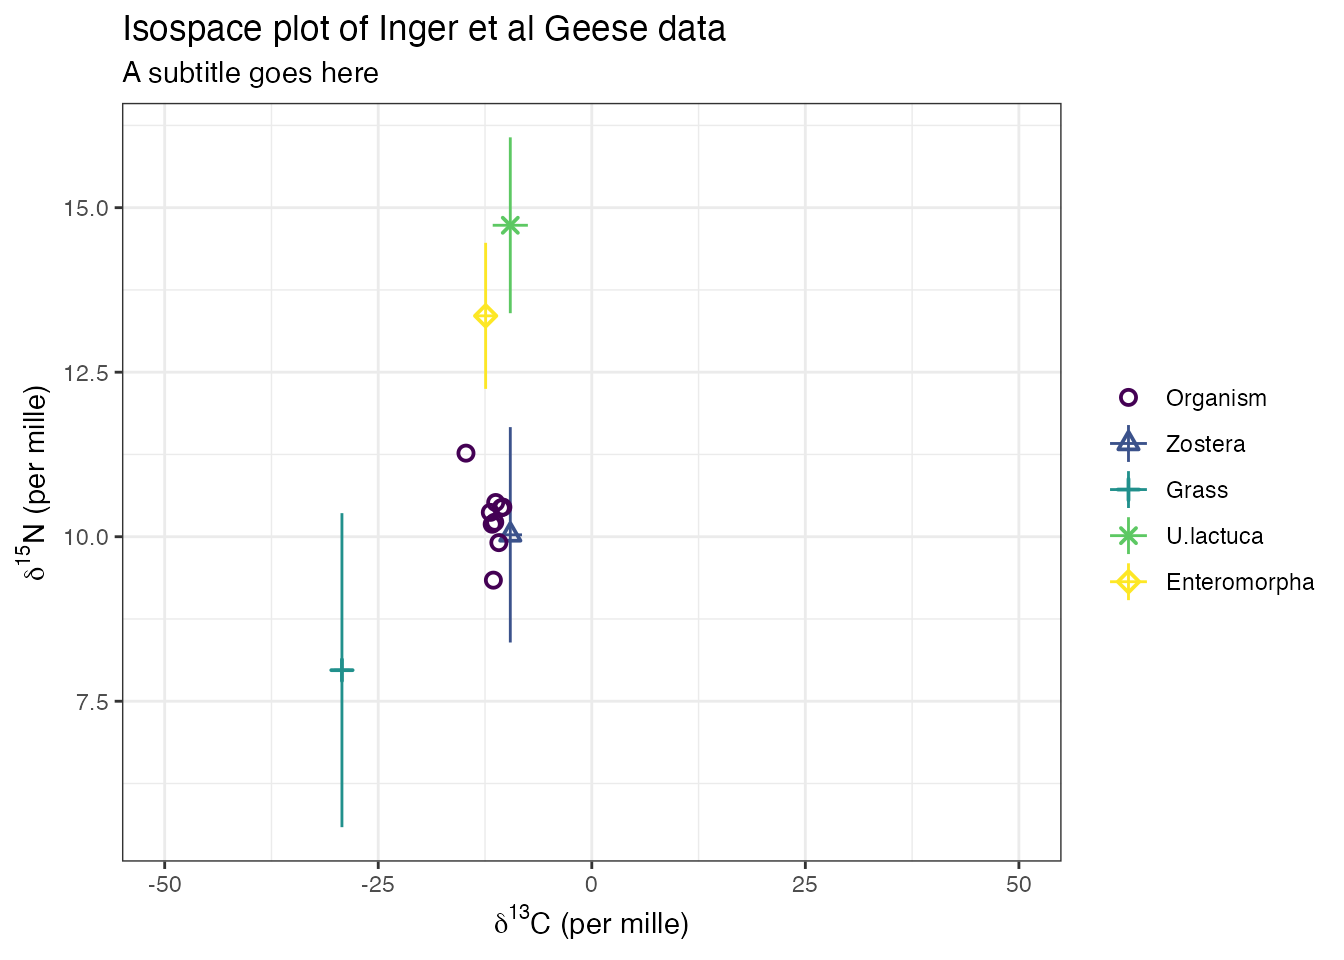 Isospace plot of Inger et al Geese data
A subtitle goes here
15.0
12.5
10.0
7.5
δ¹⁵N (per mille)
-50 -25 0 25 50
δ¹³C (per mille)
Organism
Zostera
Grass
U.lactuca
Enteromorpha